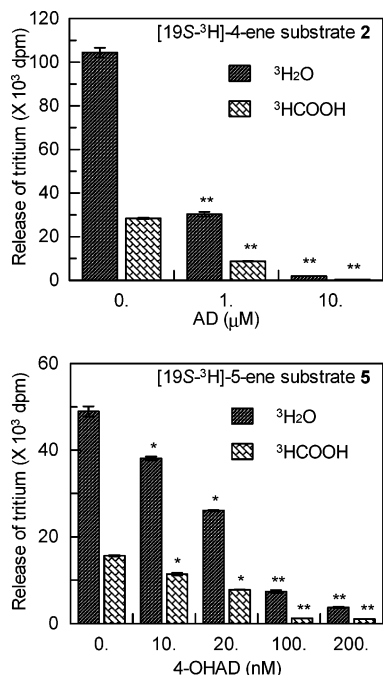 [19S-³H]-4-ene substrate 2
³H₂O
³HCOOH
Release of tritium (X 10³ dpm)
120
100
80
60
40
20
0
** ** ** **
0. 1. 10.
AD (μM)
[19S-³H]-5-ene substrate 5
³H₂O
³HCOOH
Release of tritium (X 10³ dpm)
60
40
20
0
* * * * ** ** ** **
0. 10. 20. 100. 200.
4-OHAD (nM)